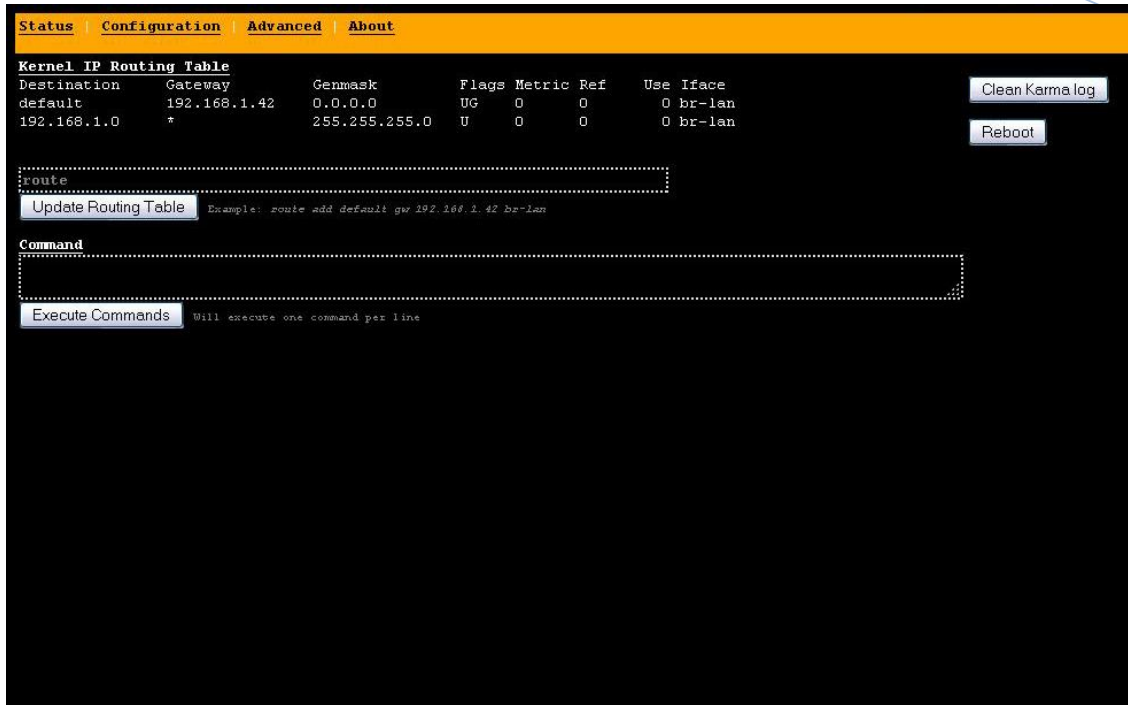 Status | Configuration | Advanced | About
Kernel IP Routing Table
Destination Gateway Genmask Flags Metric Ref Use Iface
default 192.168.1.42 0.0.0.0 UG 0 0 0 br-lan
192.168.1.0 * 255.255.255.0 U 0 0 0 br-lan
Clean Karma log
Reboot
route
Update Routing Table Example: route add default gw 192.168.1.42 br-lan
Command
Execute Commands Will execute one command per line